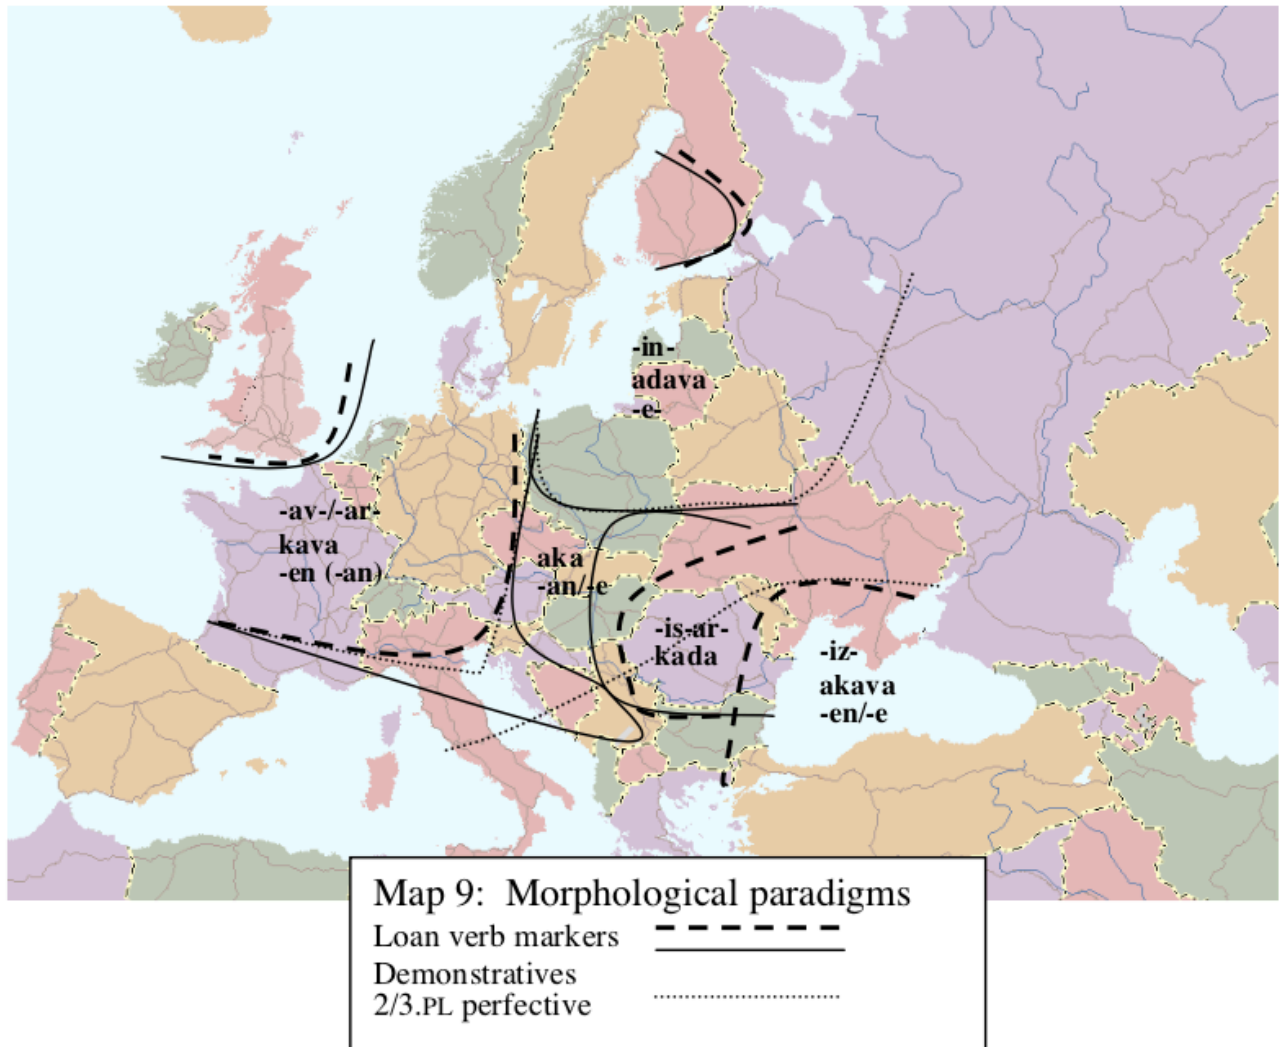 -in-
adava
-e-
-av-/-ar-
kava
-en (-an)
aka
-an/-e
-is-ar-
kada
-iz-
akava
-en/-e
Map 9: Morphological paradigms
Loan verb markers
Demonstratives
2/3.PL perfective